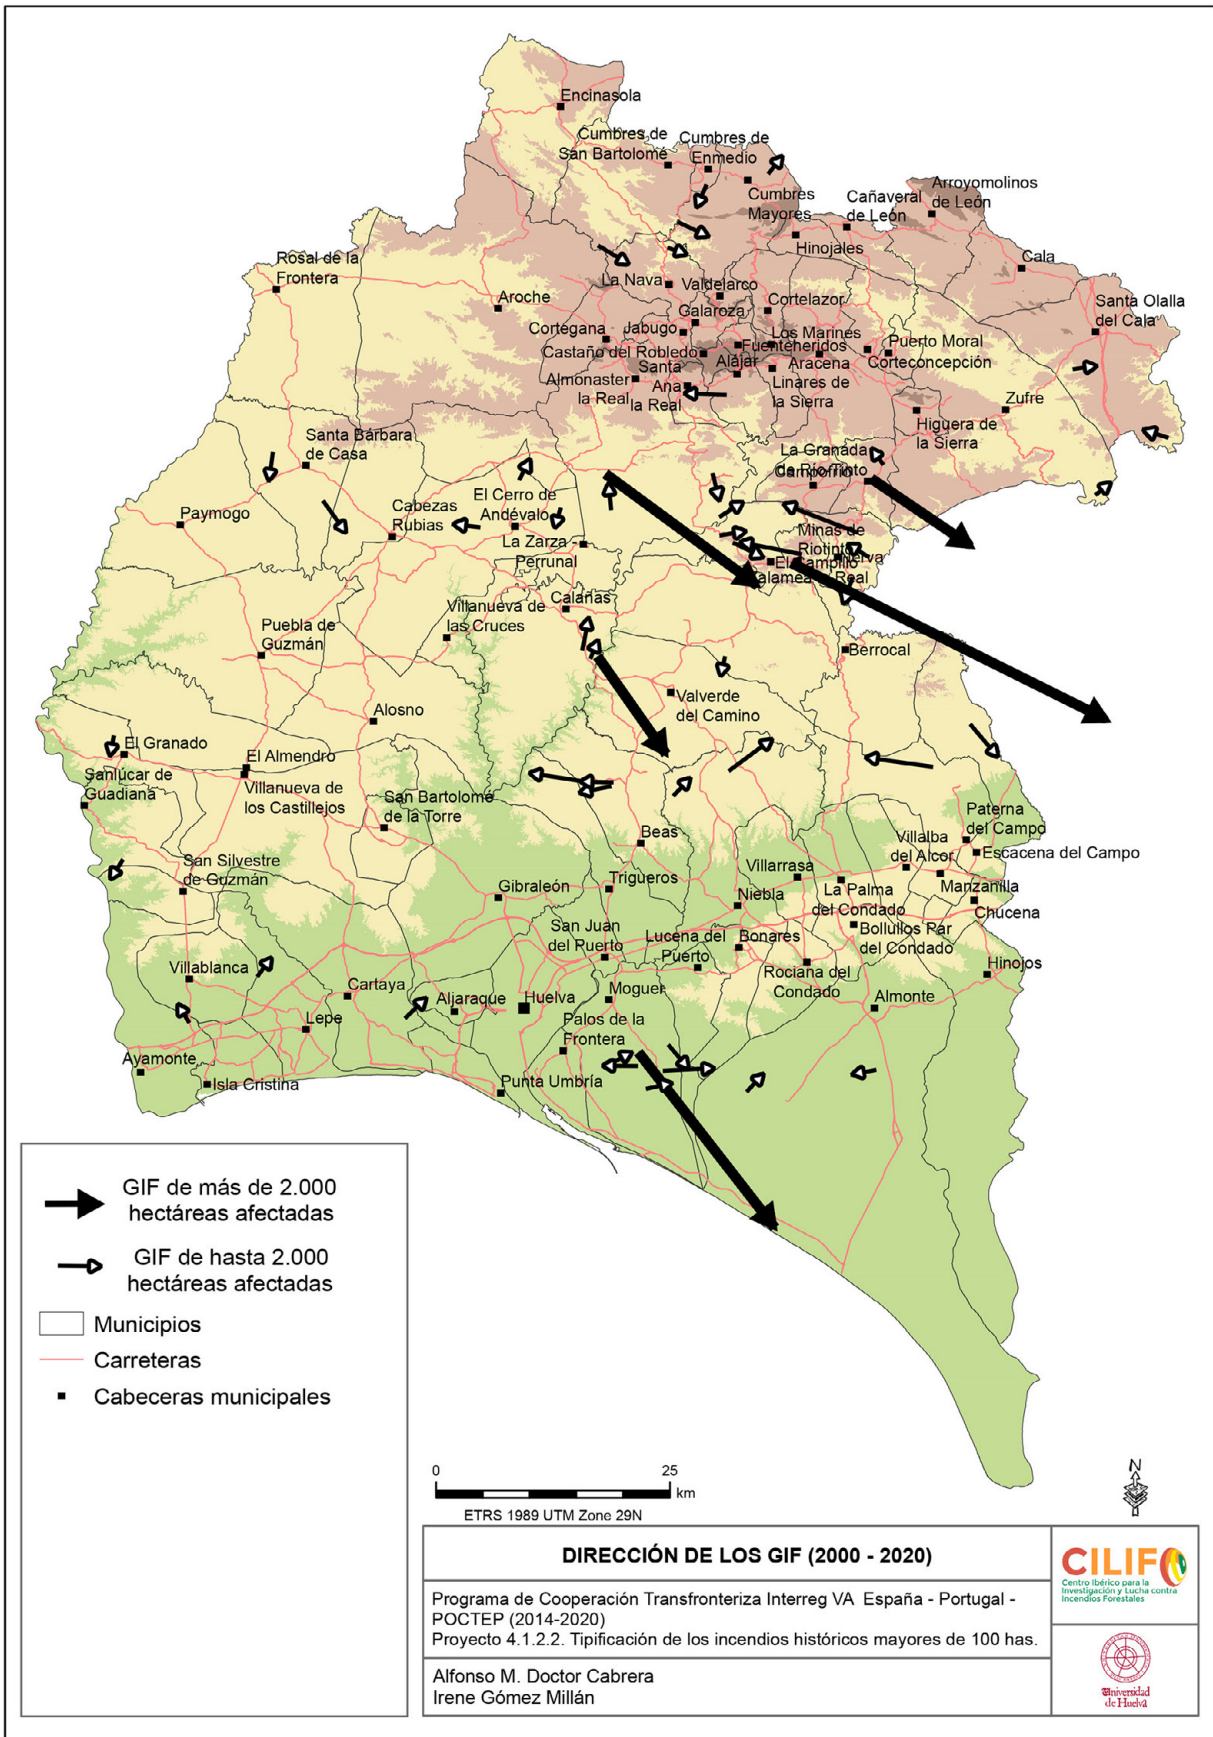 Encinasola
Cumbres de
San Bartolomé
Cumbres de
Enmedio
Cumbres
Mayores
Cañaveral
de León
Arroyomolinos
de León
Hinojales
Cala
Rosal de la
Frontera
Aroche
La Nava
Valdelarco
Cortelazor
Santa Olalla
del Cala
Galaroza
Cortegana
Jabugo
Los Marines
Fuenteheridos
Puerto Moral
Castaño del Robledo
Alájar
Aracena
Corteconcepción
Almonaster
la Real
Santa
Ana
la Real
Linares de
la Sierra
Zufre
Higuera de
la Sierra
Santa Bárbara
de Casa
La Granada
de Rio-Tinto
Campofrío
Paymogo
Cabezas
Rubias
El Cerro de
Andévalo
La Zarza -
Perrunal
Minas de
Riotinto
Nerva
El Campillo
Zalamea la Real
Calañas
Villanueva de
las Cruces
Puebla de
Guzmán
Berrocal
Valverde
del Camino
Alosno
El Granado
El Almendro
Sanlúcar de
Guadiana
Villanueva de
los Castillejos
San Bartolomé
de la Torre
Paterna
del Campo
Beas
Villalba
del Alcor
Escacena del Campo
San Silvestre
de Guzmán
Villarrasa
Gibraleón
Trigueros
Niebla
La Palma
del Condado
Manzanilla
Chucena
San Juan
del Puerto
Lucena del
Puerto
Bonares
Bollullos Par
del Condado
Villablanca
Rociana del
Condado
Hinojos
Cartaya
Aljaraque
Huelva
Moguer
Almonte
Lepe
Palos de la
Frontera
Ayamonte
Isla Cristina
Punta Umbría
GIF de más de 2.000
hectáreas afectadas
GIF de hasta 2.000
hectáreas afectadas
Municipios
Carreteras
Cabeceras municipales
0 25
km
ETRS 1989 UTM Zone 29N
N
DIRECCIÓN DE LOS GIF (2000 - 2020)
Programa de Cooperación Transfronteriza Interreg VA España - Portugal -
POCTEP (2014-2020)
Proyecto 4.1.2.2. Tipificación de los incendios históricos mayores de 100 has.
Alfonso M. Doctor Cabrera
Irene Gómez Millán
CILIFO
Centro Ibérico para la
Investigación y Lucha contra
Incendios Forestales
Universidad
de Huelva